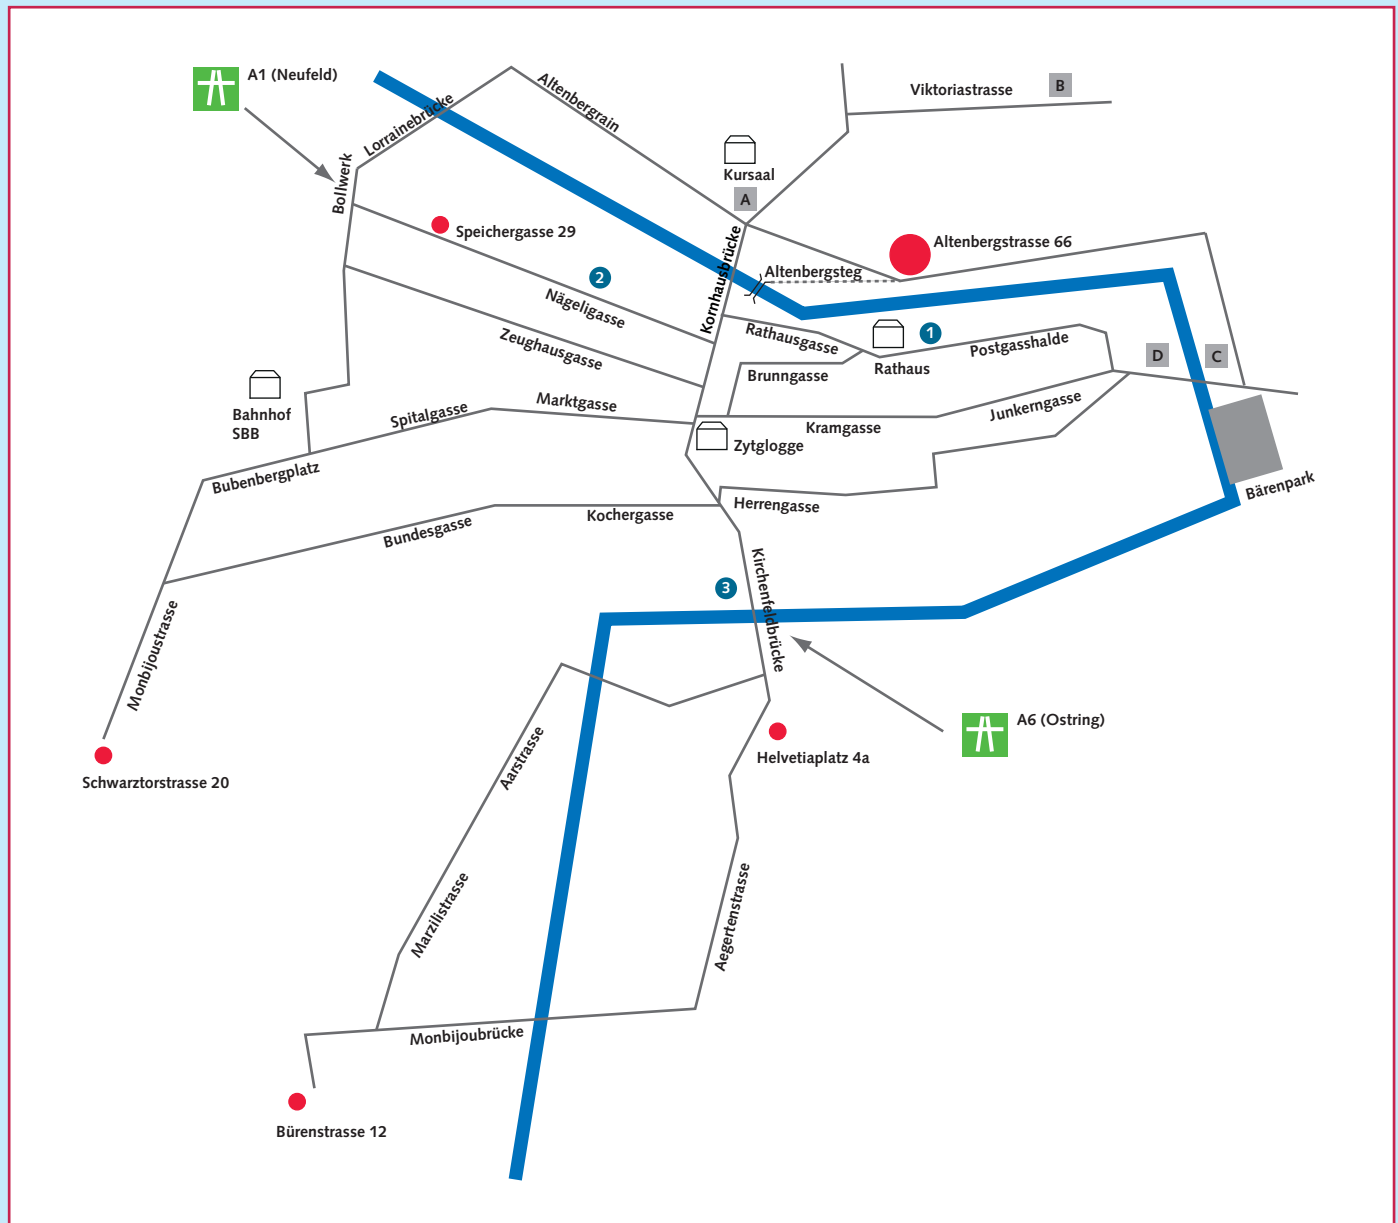 A1 (Neufeld)
Altenbergrain
Viktoriastrasse
B
Lorrainebrücke
Bollwerk
Kursaal
A
Speichergasse 29
Altenbergstrasse 66
Kornhausbrücke
Altenbergsteg
2
Nägeligasse
Rathausgasse
1
Postgasshalde
Rathaus
D
C
Zeughausgasse
Brunngasse
Bahnhof
SBB
Spitalgasse
Marktgasse
Junkerngasse
Kramgasse
Zytglogge
Bubenbergplatz
Bärenpark
Herrengasse
Kochergasse
Bundesgasse
3
Kirchenfeldbrücke
Monbijoustrasse
A6 (Ostring)
Helvetiaplatz 4a
Aarstrasse
Schwarztorstrasse 20
Marzilistrasse
Aegertenstrasse
Monbijoubrücke
Bürenstrasse 12